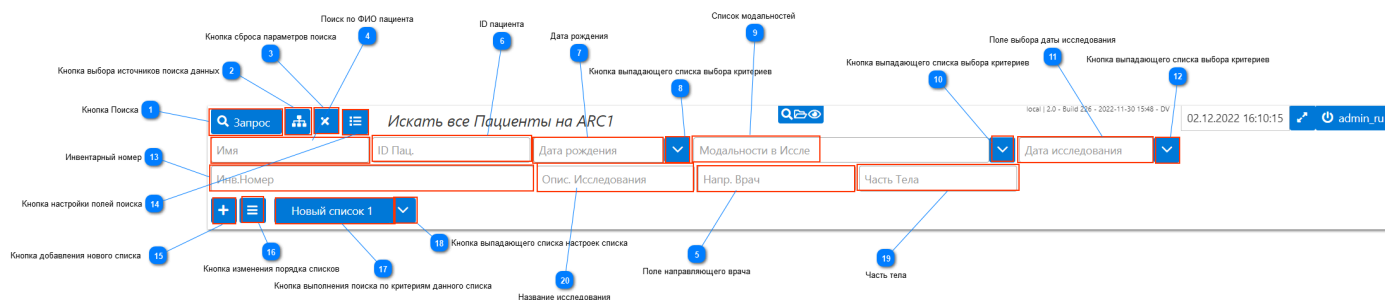 Поиск по ФИО пациента
ID пациента
Список модальностей
4
6
9
Кнопка сброса параметров поиска
Дата рождения
Поле выбора даты исследования
3
7
11
Кнопка выбора источников поиска данных
2
Кнопка выпадающего списка выбора критериев
8
Кнопка выпадающего списка выбора критериев
10
Кнопка выпадающего списка выбора критериев
12
Кнопка Поиска
1
Запрос
Искать все Пациенты на ARC1
local | 2.0 - Build 226 - 2022-11-30 15:48 - DV
02.12.2022 16:10:15
admin_ru
Имя
ID Пац.
Дата рождения
Модальности в Иссле
Дата исследования
Инвентарный номер
13
Инв.Номер
Опис. Исследования
Напр. Врач
Часть Тела
Кнопка настройки полей поиска
14
Новый список 1
Кнопка добавления нового списка
15
16
17
18
Кнопка выпадающего списка настроек списка
5
19
Кнопка изменения порядка списков
Поле направляющего врача
Часть тела
20
Кнопка выполнения поиска по критериям данного списка
Название исследования